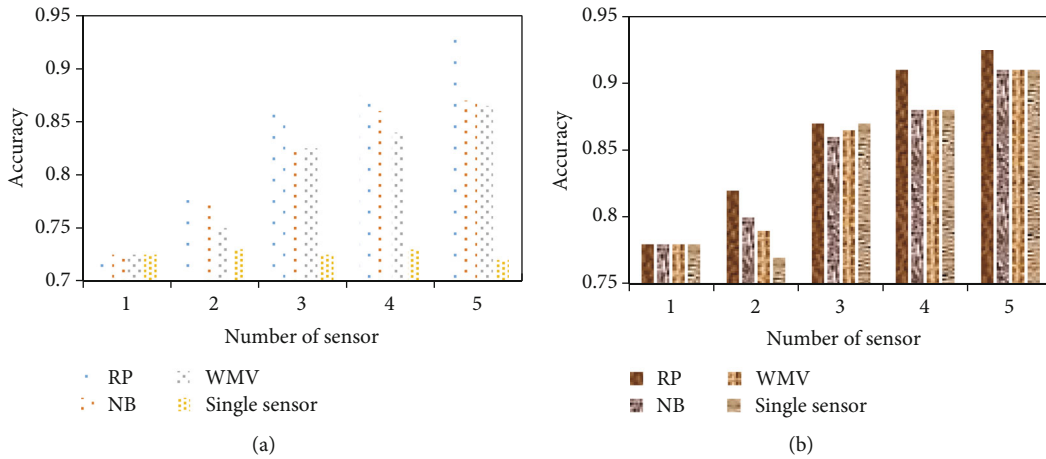 0.95
0.9
0.85
0.8
0.75
0.7
Accuracy
1 2 3 4 5
Number of sensor
RP WMV
NB Single sensor
(a)
0.95
0.9
0.85
0.8
0.75
Accuracy
1 2 3 4 5
Number of sensor
RP WMV
NB Single sensor
(b)